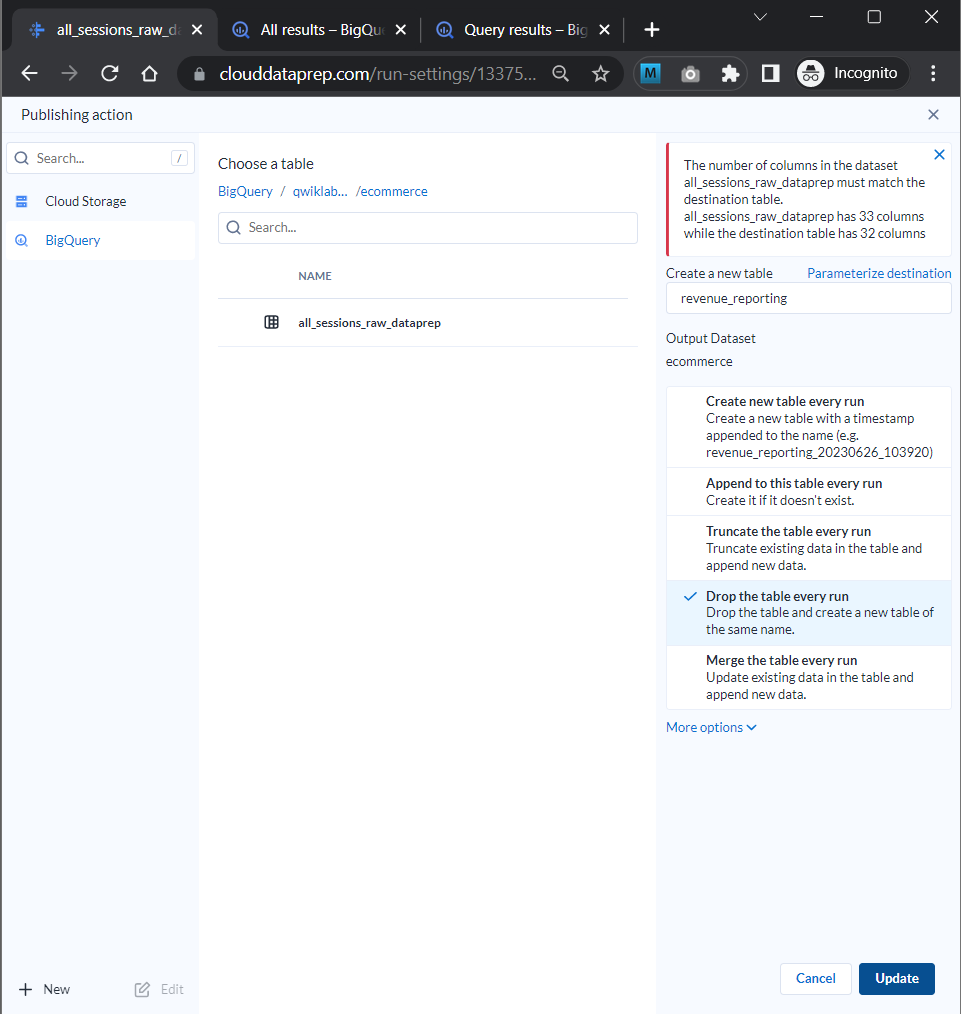 all_sessions_raw_da
All results – BigQu
Query results – Big
clouddataprep.com/run-settings/13375...
M
Incognito
Publishing action
Search...
/
Cloud Storage
BigQuery
Choose a table
BigQuery / qwiklab... /ecommerce
Search...
NAME
all_sessions_raw_dataprep
The number of columns in the dataset
all_sessions_raw_dataprep must match the
destination table.
all_sessions_raw_dataprep has 33 columns
while the destination table has 32 columns
Create a new table
Parameterize destination
revenue_reporting
Output Dataset
ecommerce
Create new table every run
Create a new table with a timestamp
appended to the name (e.g.
revenue_reporting_20230626_103920)
Append to this table every run
Create it if it doesn't exist.
Truncate the table every run
Truncate existing data in the table and
append new data.
Drop the table every run
Drop the table and create a new table of
the same name.
Merge the table every run
Update existing data in the table and
append new data.
More options
New
Edit
Cancel
Update